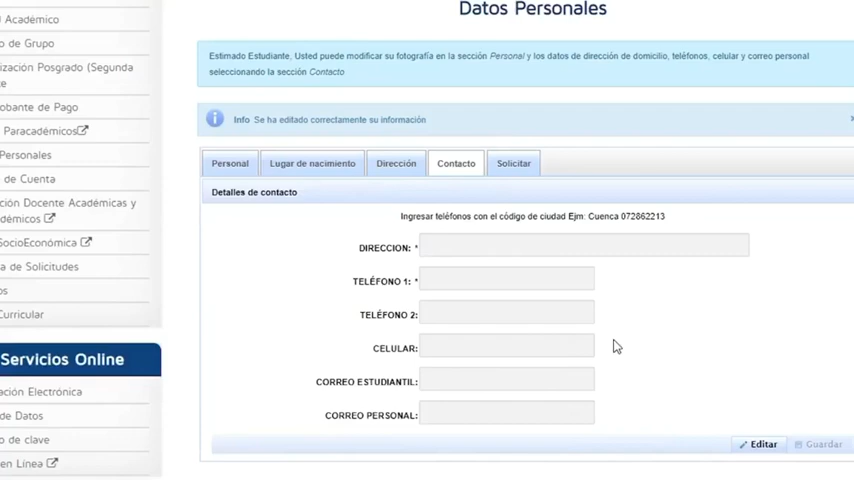 Datos Personales
Académico
o de Grupo
ización Posgrado (Segunda
obante de Pago
Paracadémicos
Personales
de Cuenta
ción Docente Académicas y
démicos
SocioEconómica
a de Solicitudes
os
Curricular
Servicios Online
ación Electrónica
de Datos
o de clave
en Línea
Estimado Estudiante, Usted puede modificar su fotografía en la sección Personal y los datos de dirección de domicilio, teléfonos, celular y correo personal
seleccionando la sección Contacto
Info Se ha editado correctamente su información
Personal Lugar de nacimiento Dirección Contacto Solicitar
Detalles de contacto
Ingresar teléfonos con el código de ciudad Ejm: Cuenca 072862213
DIRECCION: *
TELÉFONO 1: *
TELÉFONO 2:
CELULAR:
CORREO ESTUDIANTIL:
CORREO PERSONAL:
Editar Guardar